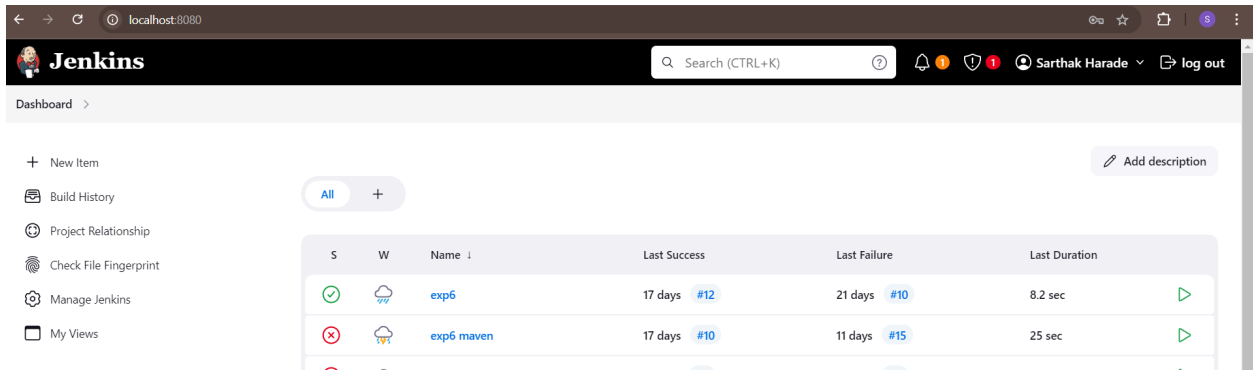 localhost:8080
S
Jenkins
Search (CTRL+K)
?
1
1
Sarthak Harade
log out
Dashboard >
New Item
Build History
Project Relationship
Check File Fingerprint
Manage Jenkins
My Views
Add description
All +
S W Name ↓ Last Success Last Failure Last Duration
exp6 17 days #12 21 days #10 8.2 sec
exp6 maven 17 days #10 11 days #15 25 sec